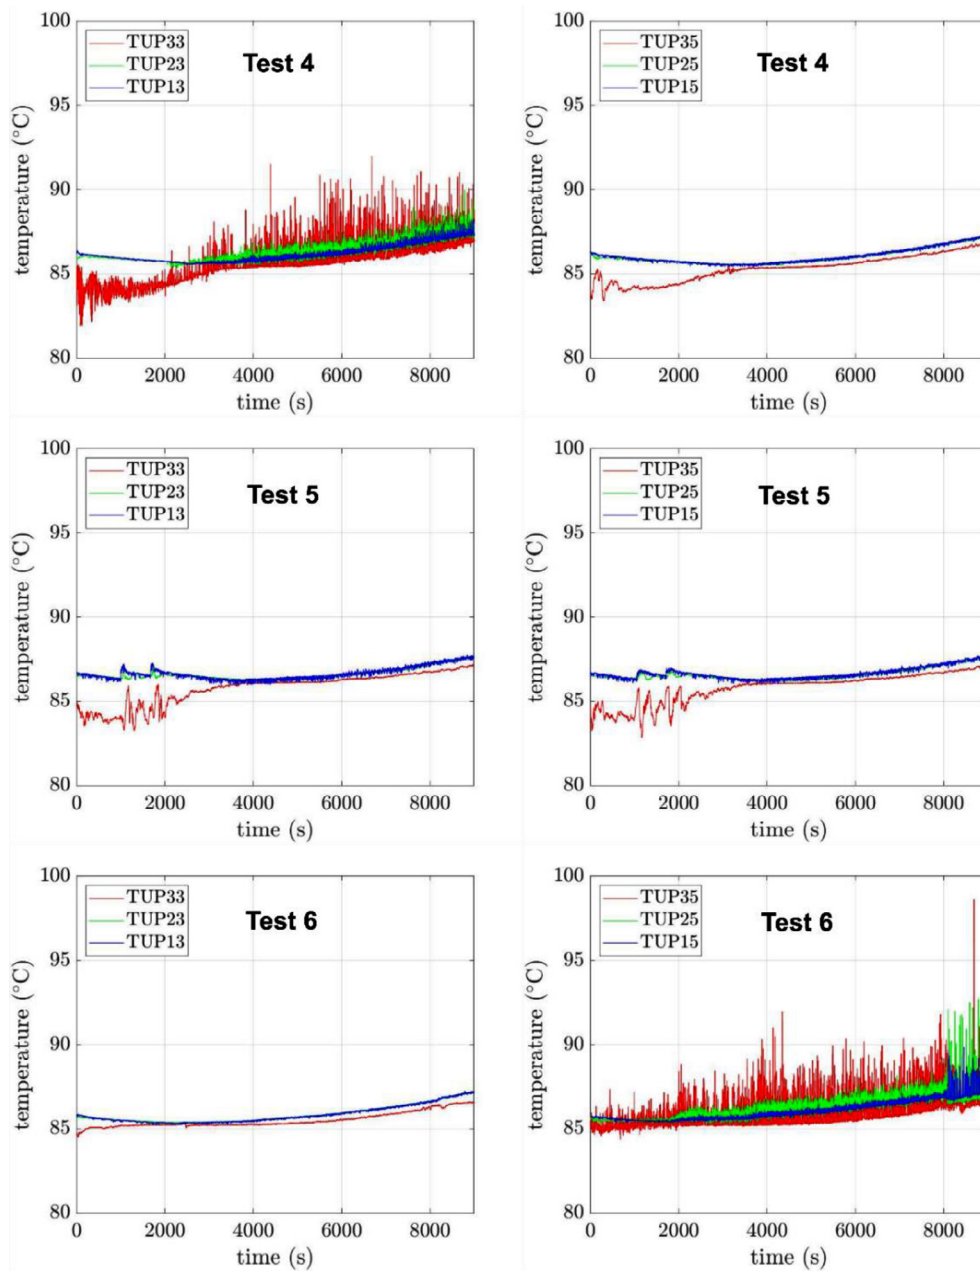 100
95
90
85
80
temperature (°C)
TUP33
TUP23
TUP13
Test 4
0 2000 4000 6000 8000
time (s)
100
95
90
85
80
temperature (°C)
TUP35
TUP25
TUP15
Test 4
0 2000 4000 6000 8000
time (s)
100
95
90
85
80
temperature (°C)
TUP33
TUP23
TUP13
Test 5
0 2000 4000 6000 8000
time (s)
100
95
90
85
80
temperature (°C)
TUP35
TUP25
TUP15
Test 5
0 2000 4000 6000 8000
time (s)
100
95
90
85
80
temperature (°C)
TUP33
TUP23
TUP13
Test 6
0 2000 4000 6000 8000
time (s)
100
95
90
85
80
temperature (°C)
TUP35
TUP25
TUP15
Test 6
0 2000 4000 6000 8000
time (s)